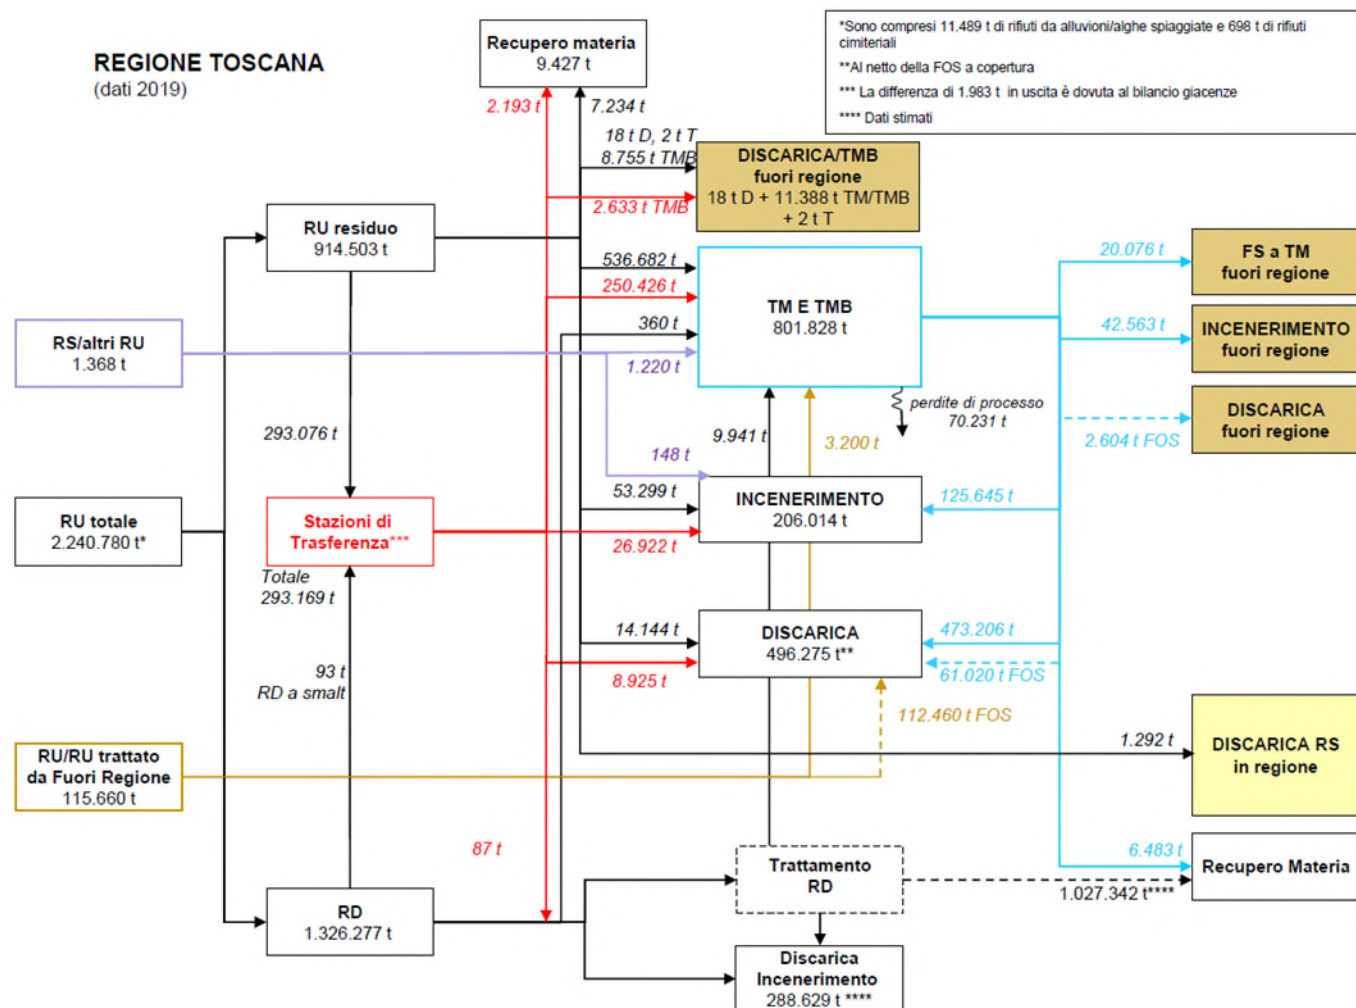 REGIONE TOSCANA
(dati 2019)
*Sono compresi 11.489 t di rifiuti da alluvioni/alghe spiaggiate e 698 t di rifiuti
cimiteriali
**Al netto della FOS a copertura
*** La differenza di 1.983 t in uscita è dovuta al bilancio giacenze
**** Dati stimati
Recupero materia
9.427 t
2.193 t
7.234 t
18 t D, 2 t T
8.755 t TMB
2.633 t TMB
DISCARICA/TMB
fuori regione
18 t D + 11.388 t TM/TMB
+ 2 t T
RU residuo
914.503 t
536.682 t
250.426 t
360 t
1.220 t
TM E TMB
801.828 t
20.076 t
FS a TM
fuori regione
42.563 t
INCENERIMENTO
fuori regione
2.604 t FOS
DISCARICA
fuori regione
RS/altri RU
1.368 t
perdite di processo
70.231 t
293.076 t
9.941 t
3.200 t
148 t
53.299 t
26.922 t
INCENERIMENTO
206.014 t
125.645 t
RU totale
2.240.780 t*
Stazioni di
Trasferenza***
Totale
293.169 t
93 t
RD a smalt
14.144 t
8.925 t
DISCARICA
496.275 t**
473.206 t
61.020 t FOS
112.460 t FOS
RU/RU trattato
da Fuori Regione
115.660 t
1.292 t
DISCARICA RS
in regione
87 t
RD
1.326.277 t
Trattamento
RD
6.483 t
1.027.342 t****
Recupero Materia
Discarica
Incenerimento
288.629 t ****